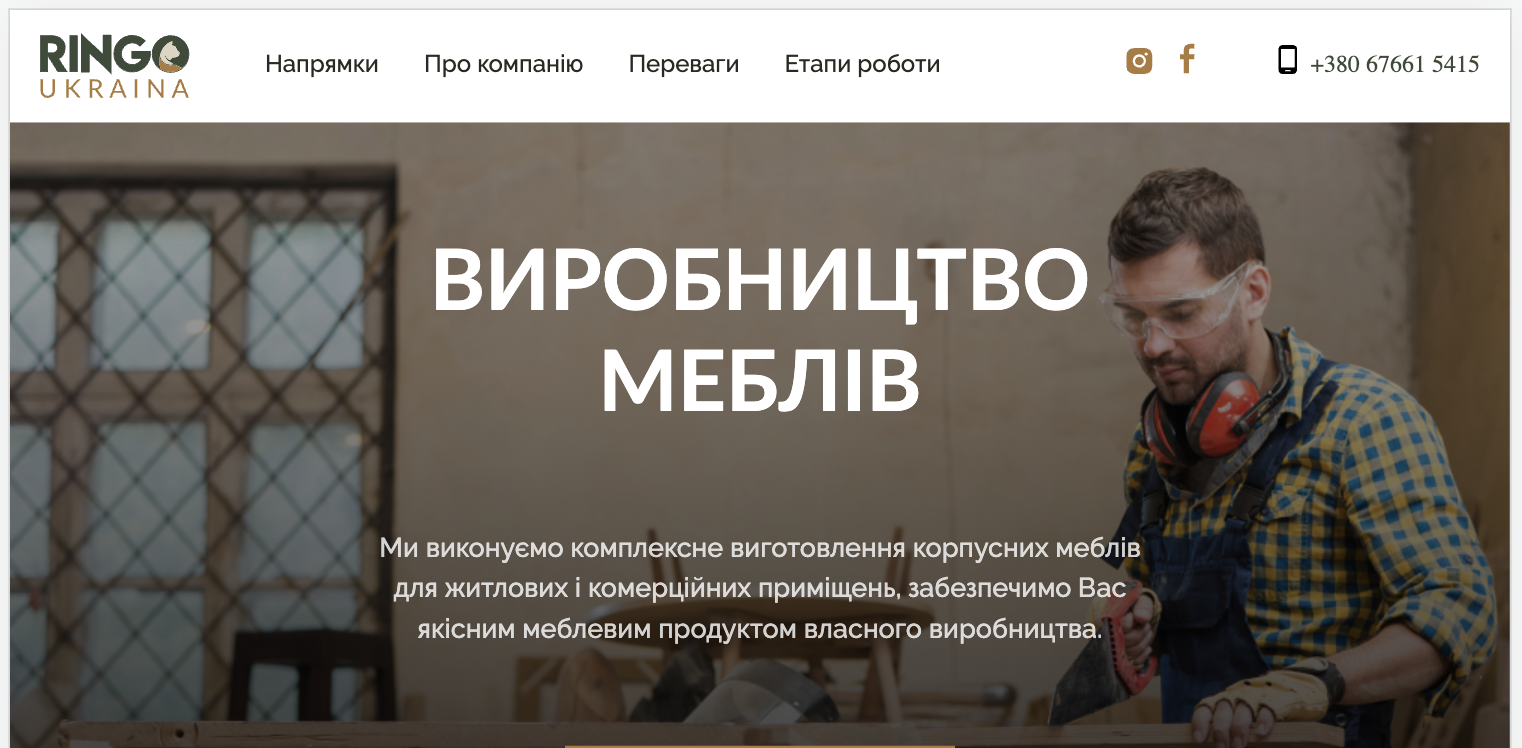 RINGO
UKRAINA
Напрямки
Про компанію
Переваги
Етапи роботи
+380 67661 5415
ВИРОБНИЦТВО
МЕБЛІВ
Ми виконуємо комплексне виготовлення корпусних меблів
для житлових і комерційних приміщень, забезпечимо Вас
якісним меблевим продуктом власного виробництва.